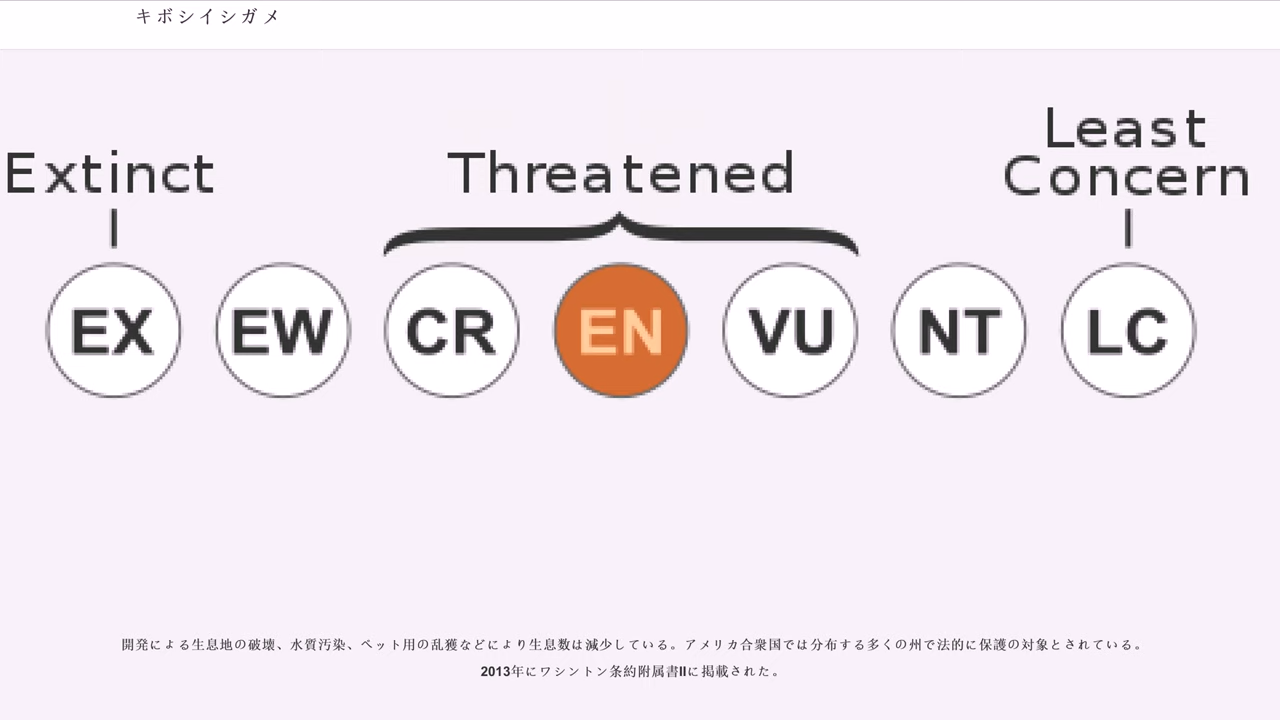 キボシイシガメ
Extinct
Threatened
Least
Concern
EX EW CR EN VU NT LC
開発による生息地の破壊、水質汚染、ペット用の乱獲などにより生息数は減少している。アメリカ合衆国では分布する多くの州で法的に保護の対象とされている。
2013年にワシントン条約附属書IIに掲載された。